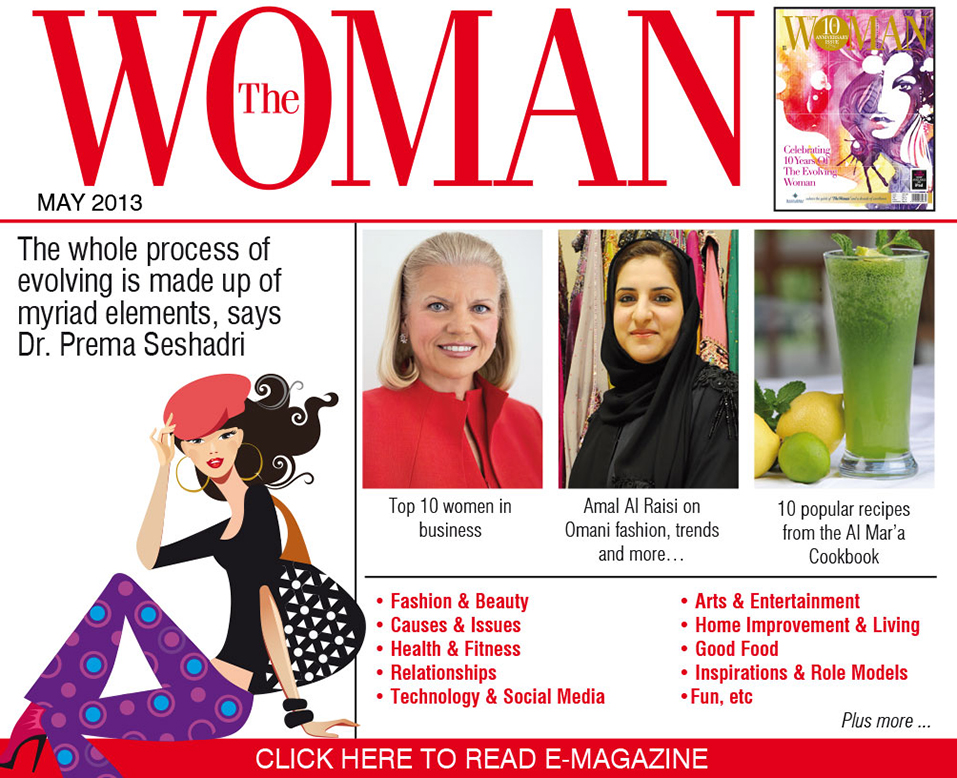 The
WOMAN
MAY 2013
WOMAN
10
ANNIVERSARY
ISSUE
Celebrating
10 Years Of
The Evolving
Woman
The whole process of
evolving is made up of
myriad elements, says
Dr. Prema Seshadri
Top 10 women in
business
Amal Al Raisi on
Omani fashion, trends
and more...
10 popular recipes
from the Al Mar'a
Cookbook
• Fashion & Beauty
• Causes & Issues
• Health & Fitness
• Relationships
• Technology & Social Media
• Arts & Entertainment
• Home Improvement & Living
• Good Food
• Inspirations & Role Models
• Fun, etc
Plus more ...
CLICK HERE TO READ E-MAGAZINE